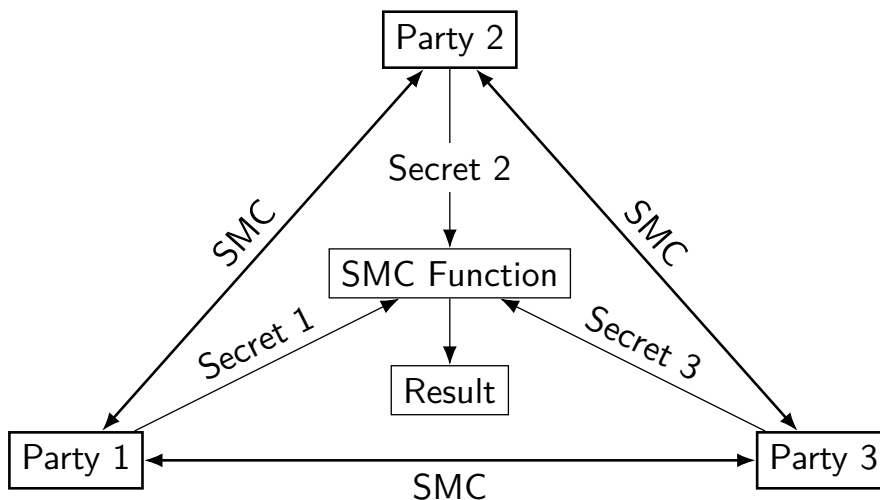 Party 2
Secret 2
SMC
SMC
SMC Function
Secret 1
Secret 3
Result
Party 1
Party 3
SMC